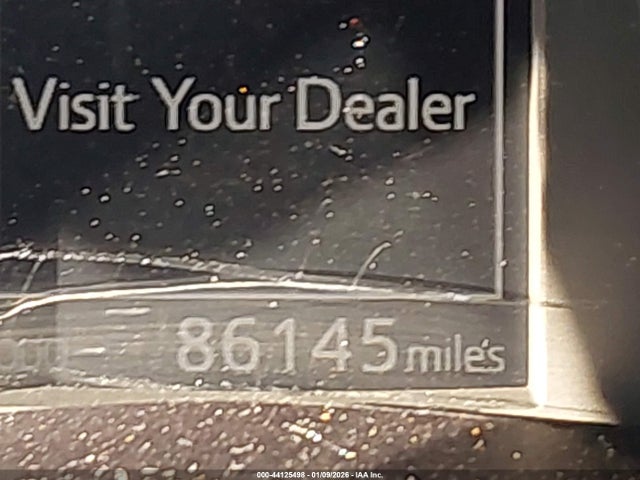 Visit Your Dealer
86145 miles
000-44125498 - 01/09/2026 - IAA Inc.